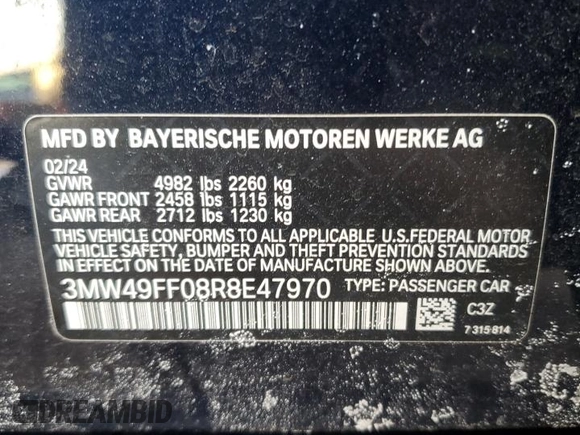 MFD BY BAYERISCHE MOTOREN WERKE AG
02/24
GVWR 4982 lbs 2260 kg
GAWR FRONT 2458 lbs 1115 kg
GAWR REAR 2712 lbs 1230 kg
THIS VEHICLE CONFORMS TO ALL APPLICABLE U.S.FEDERAL MOTOR
VEHICLE SAFETY, BUMPER AND THEFT PREVENTION STANDARDS
IN EFFECT ON THE DATE OF MANUFACTURE SHOWN ABOVE.
3MW49FF08R8E47970 TYPE: PASSENGER CAR
C3Z
7 315 814
DREAMBID